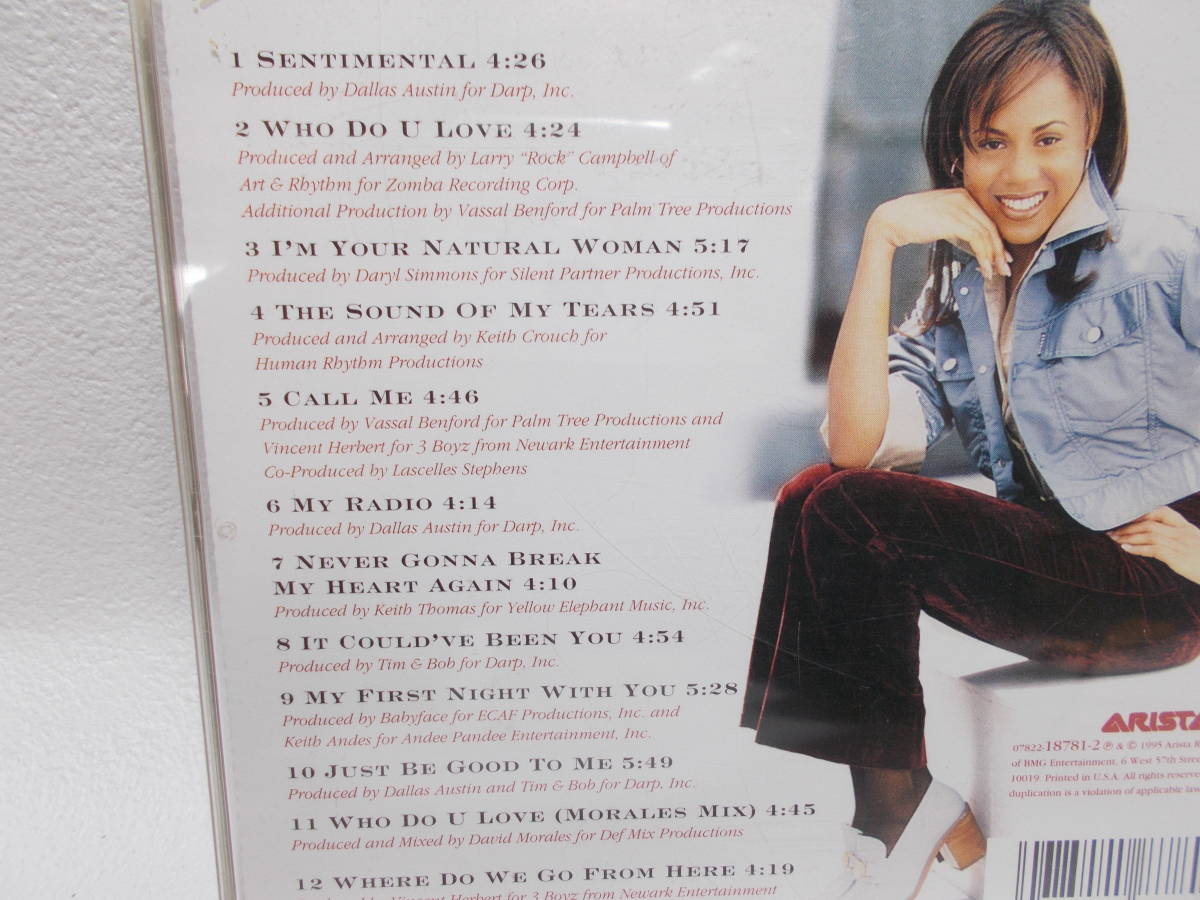 1 Sentimental 4:26
Produced by Dallas Austin for Darp, Inc.
2 Who Do U Love 4:24
Produced and Arranged by Larry “Rock” Campbell of
Art & Rhythm for Zomba Recording Corp.
Additional Production by Vassal Benford for Palm Tree Productions
3 I'm Your Natural Woman 5:17
Produced by Daryl Simmons for Silent Partner Productions, Inc.
4 The Sound Of My Tears 4:51
Produced and Arranged by Keith Crouch for
Human Rhythm Productions
5 Call Me 4:46
Produced by Vassal Benford for Palm Tree Productions and
Vincent Herbert for 3 Boyz from Newark Entertainment
Co-Produced by Lascelles Stephens
6 My Radio 4:14
Produced by Dallas Austin for Darp, Inc.
7 Never Gonna Break
My Heart Again 4:10
Produced by Keith Thomas for Yellow Elephant Music, Inc.
8 It Could've Been You 4:54
Produced by Tim & Bob for Darp, Inc.
9 My First Night With You 5:28
Produced by Babyface for ECAF Productions, Inc. and
Keith Andes for Andee Pandee Entertainment, Inc.
10 Just Be Good To Me 5:49
Produced by Dallas Austin and Tim & Bob for Darp, Inc.
11 Who Do U Love (Morales Mix) 4:45
Produced and Mixed by David Morales for Def Mix Productions
12 Where Do We Go From Here 4:19
by Vincent Herbert for 3 Boyz from Newark Entertainment
ARISTA
07822-18781-2 ℗ & © 1995 Arista
of BMG Entertainment, 6 West 57th
10019. Printed in U.S.A. All rights
duplication is a violation of applicable